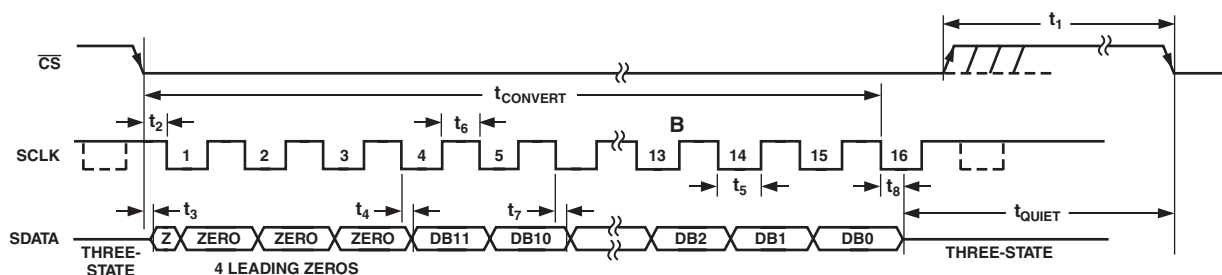 t1
CS
tCONVERT
t2 t6 B
SCLK 1 2 3 4 5 13 14 15 16
t5 t8
t3 t4 t7 tQUIET
SDATA Z ZERO ZERO ZERO DB11 DB10 DB2 DB1 DB0
THREE-
STATE
4 LEADING ZEROS
THREE-STATE